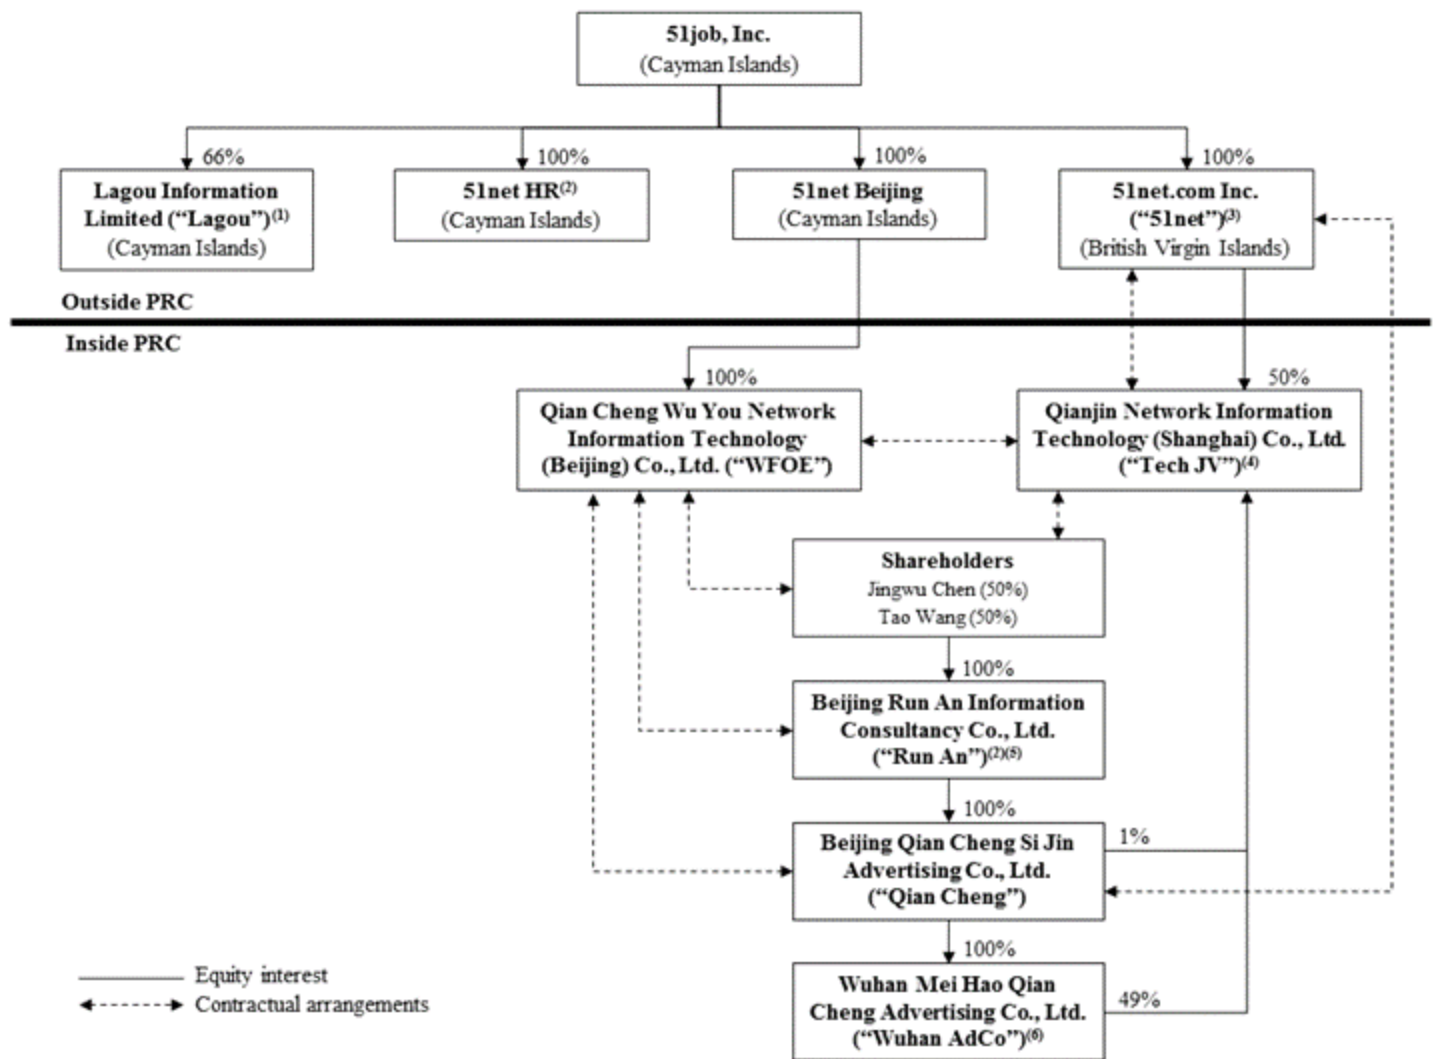 51job, Inc.
(Cayman Islands)
66%
100%
100%
100%
Lagou Information
Limited (“Lagou”)(1)
(Cayman Islands)
51net HR(2)
(Cayman Islands)
51net Beijing
(Cayman Islands)
51net.com Inc.
(“51net”)(3)
(British Virgin Islands)
Outside PRC
Inside PRC
100%
50%
Qian Cheng Wu You Network
Information Technology
(Beijing) Co., Ltd. (“WFOE”)
Qianjin Network Information
Technology (Shanghai) Co., Ltd.
(“Tech JV”)(4)
Shareholders
Jingwu Chen (50%)
Tao Wang (50%)
100%
Beijing Run An Information
Consultancy Co., Ltd.
(“Run An”)(2)(5)
100%
Beijing Qian Cheng Si Jin
Advertising Co., Ltd.
(“Qian Cheng”)
1%
100%
Wuhan Mei Hao Qian
Cheng Advertising Co., Ltd.
(“Wuhan AdCo”)(6)
49%
Equity interest
Contractual arrangements